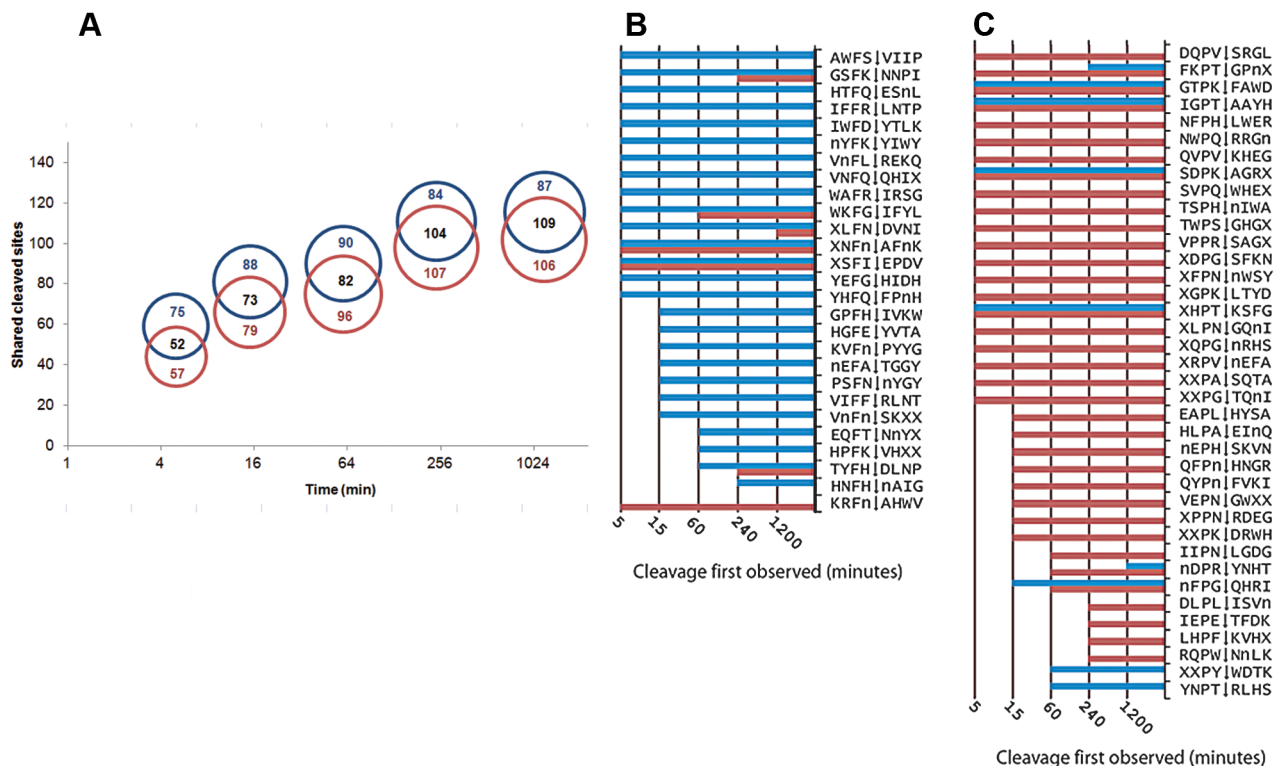 A
B
C
Shared cleaved sites
140
120
100
80
60
40
20
0
1
4
16
64
256
1024
Time (min)
75
52
57
88
73
79
90
82
96
84
104
107
87
109
106
AWFS↓VIIP
GSFK↓NNPI
HTFQ↓ESnL
IFFR↓LNTP
IWFD↓YTLK
nYFK↓YIWY
VnFL↓REKQ
VNFQ↓QHIX
WAFR↓IRSG
WKFG↓IFYL
XLFN↓DVNI
XNFn↓AFnK
XSFI↓EPDV
YEFG↓HIDH
YHFQ↓FPnH
GPFH↓IVKW
HGFE↓YVTA
KVFn↓PYYG
nEFA↓TGGY
PSFN↓nYGY
VIFF↓RLNT
VnFn↓SKXX
EQFT↓NnYX
HPFK↓VHXX
TYFH↓DLNP
HNFH↓nAIG
KRFn↓AHWV
5
15
60
240
1200
Cleavage first observed (minutes)
DQPV↓SRGL
FKPT↓GPnX
GTPK↓FAWD
IGPT↓AAYH
NFPH↓LWER
NWPQ↓RRGn
QVPV↓KHEG
SDPK↓AGRX
SVPQ↓WHEX
TSPH↓nIWA
TWPS↓GHGX
VPPR↓SAGX
XDPG↓SFKN
XFPN↓nWSY
XGPK↓LTYD
XHPT↓KSFG
XLPN↓GQnI
XQPG↓nRHS
XRPV↓nEFA
XXPA↓SQTA
XXPG↓TQnI
EAPL↓HYSA
HLPA↓EInQ
nEPH↓SKVN
QFPn↓HNGR
QYPn↓FVKI
VEPN↓GWXX
XPPN↓RDEG
XXPK↓DRWH
IIPN↓LGDG
nDPR↓YNHT
nFPG↓QHRI
DLPL↓ISVn
IEPE↓TFDK
LHPF↓KVHX
RQPW↓NnLK
XXPY↓WDTK
YNPT↓RLHS
5
15
60
240
1200
Cleavage first observed (minutes)